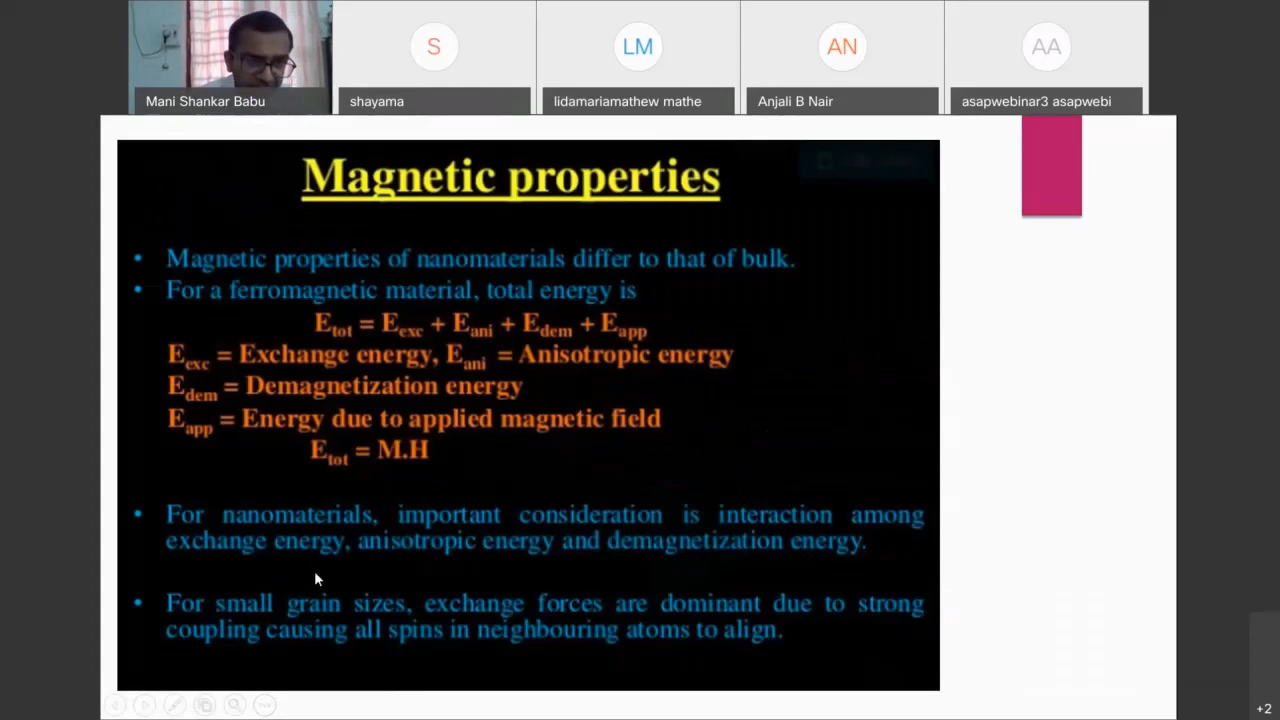 S
LM
AN
AA
Mani Shankar Babu
shayama
lidamariamathew mathe
Anjali B Nair
asapwebinar3 asapwebi
Magnetic properties
• Magnetic properties of nanomaterials differ to that of bulk.
• For a ferromagnetic material, total energy is
Etot = Eexc + Eani + Edem + Eapp
Eexc = Exchange energy, Eani = Anisotropic energy
Edem = Demagnetization energy
Eapp = Energy due to applied magnetic field
Etot = M.H
• For nanomaterials, important consideration is interaction among
exchange energy, anisotropic energy and demagnetization energy.
• For small grain sizes, exchange forces are dominant due to strong
coupling causing all spins in neighbouring atoms to align.
+2